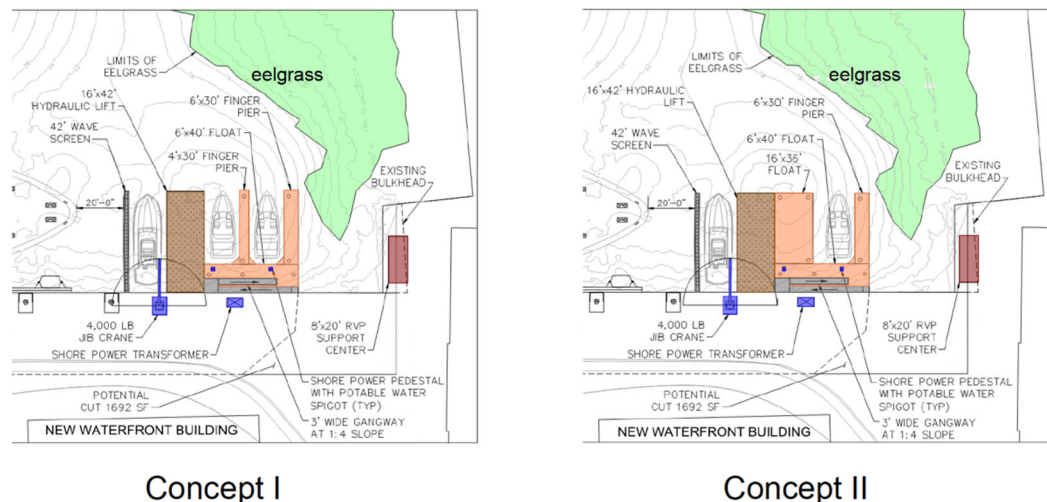 LIMITS OF
EELGRASS
eelgrass
16'x42'
HYDRAULIC LIFT
6'x30' FINGER
PIER
42' WAVE
SCREEN
6'x40' FLOAT
4'x30' FINGER
PIER
EXISTING
BULKHEAD
20'-0"
4,000 LB
JIB CRANE
8'x20' RVP
SUPPORT
CENTER
SHORE POWER TRANSFORMER
SHORE POWER PEDESTAL
WITH POTABLE WATER
SPIGOT (TYP)
POTENTIAL
CUT 1692 SF
3' WIDE GANGWAY
AT 1:4 SLOPE
NEW WATERFRONT BUILDING
Concept I
LIMITS OF
EELGRASS
eelgrass
16'x42' HYDRAULIC
LIFT
6'x30' FINGER
PIER
42' WAVE
SCREEN
6'x40' FLOAT
16'x36'
FLOAT
EXISTING
BULKHEAD
20'-0"
4,000 LB
JIB CRANE
8'x20' RVP
SUPPORT
CENTER
SHORE POWER TRANSFORMER
SHORE POWER PEDESTAL
WITH POTABLE WATER
SPIGOT (TYP)
POTENTIAL
CUT 1692 SF
3' WIDE GANGWAY
AT 1:4 SLOPE
NEW WATERFRONT BUILDING
Concept II